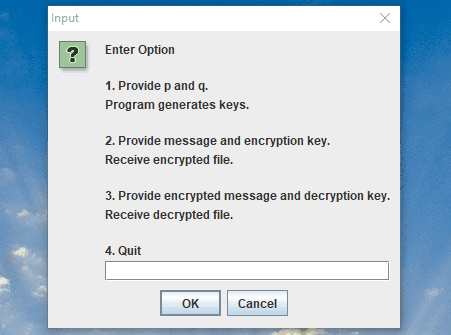 Input
Enter Option
1. Provide p and q.
Program generates keys.
2. Provide message and encryption key.
Receive encrypted file.
3. Provide encrypted message and decryption key.
Receive decrypted file.
4. Quit
OK Cancel